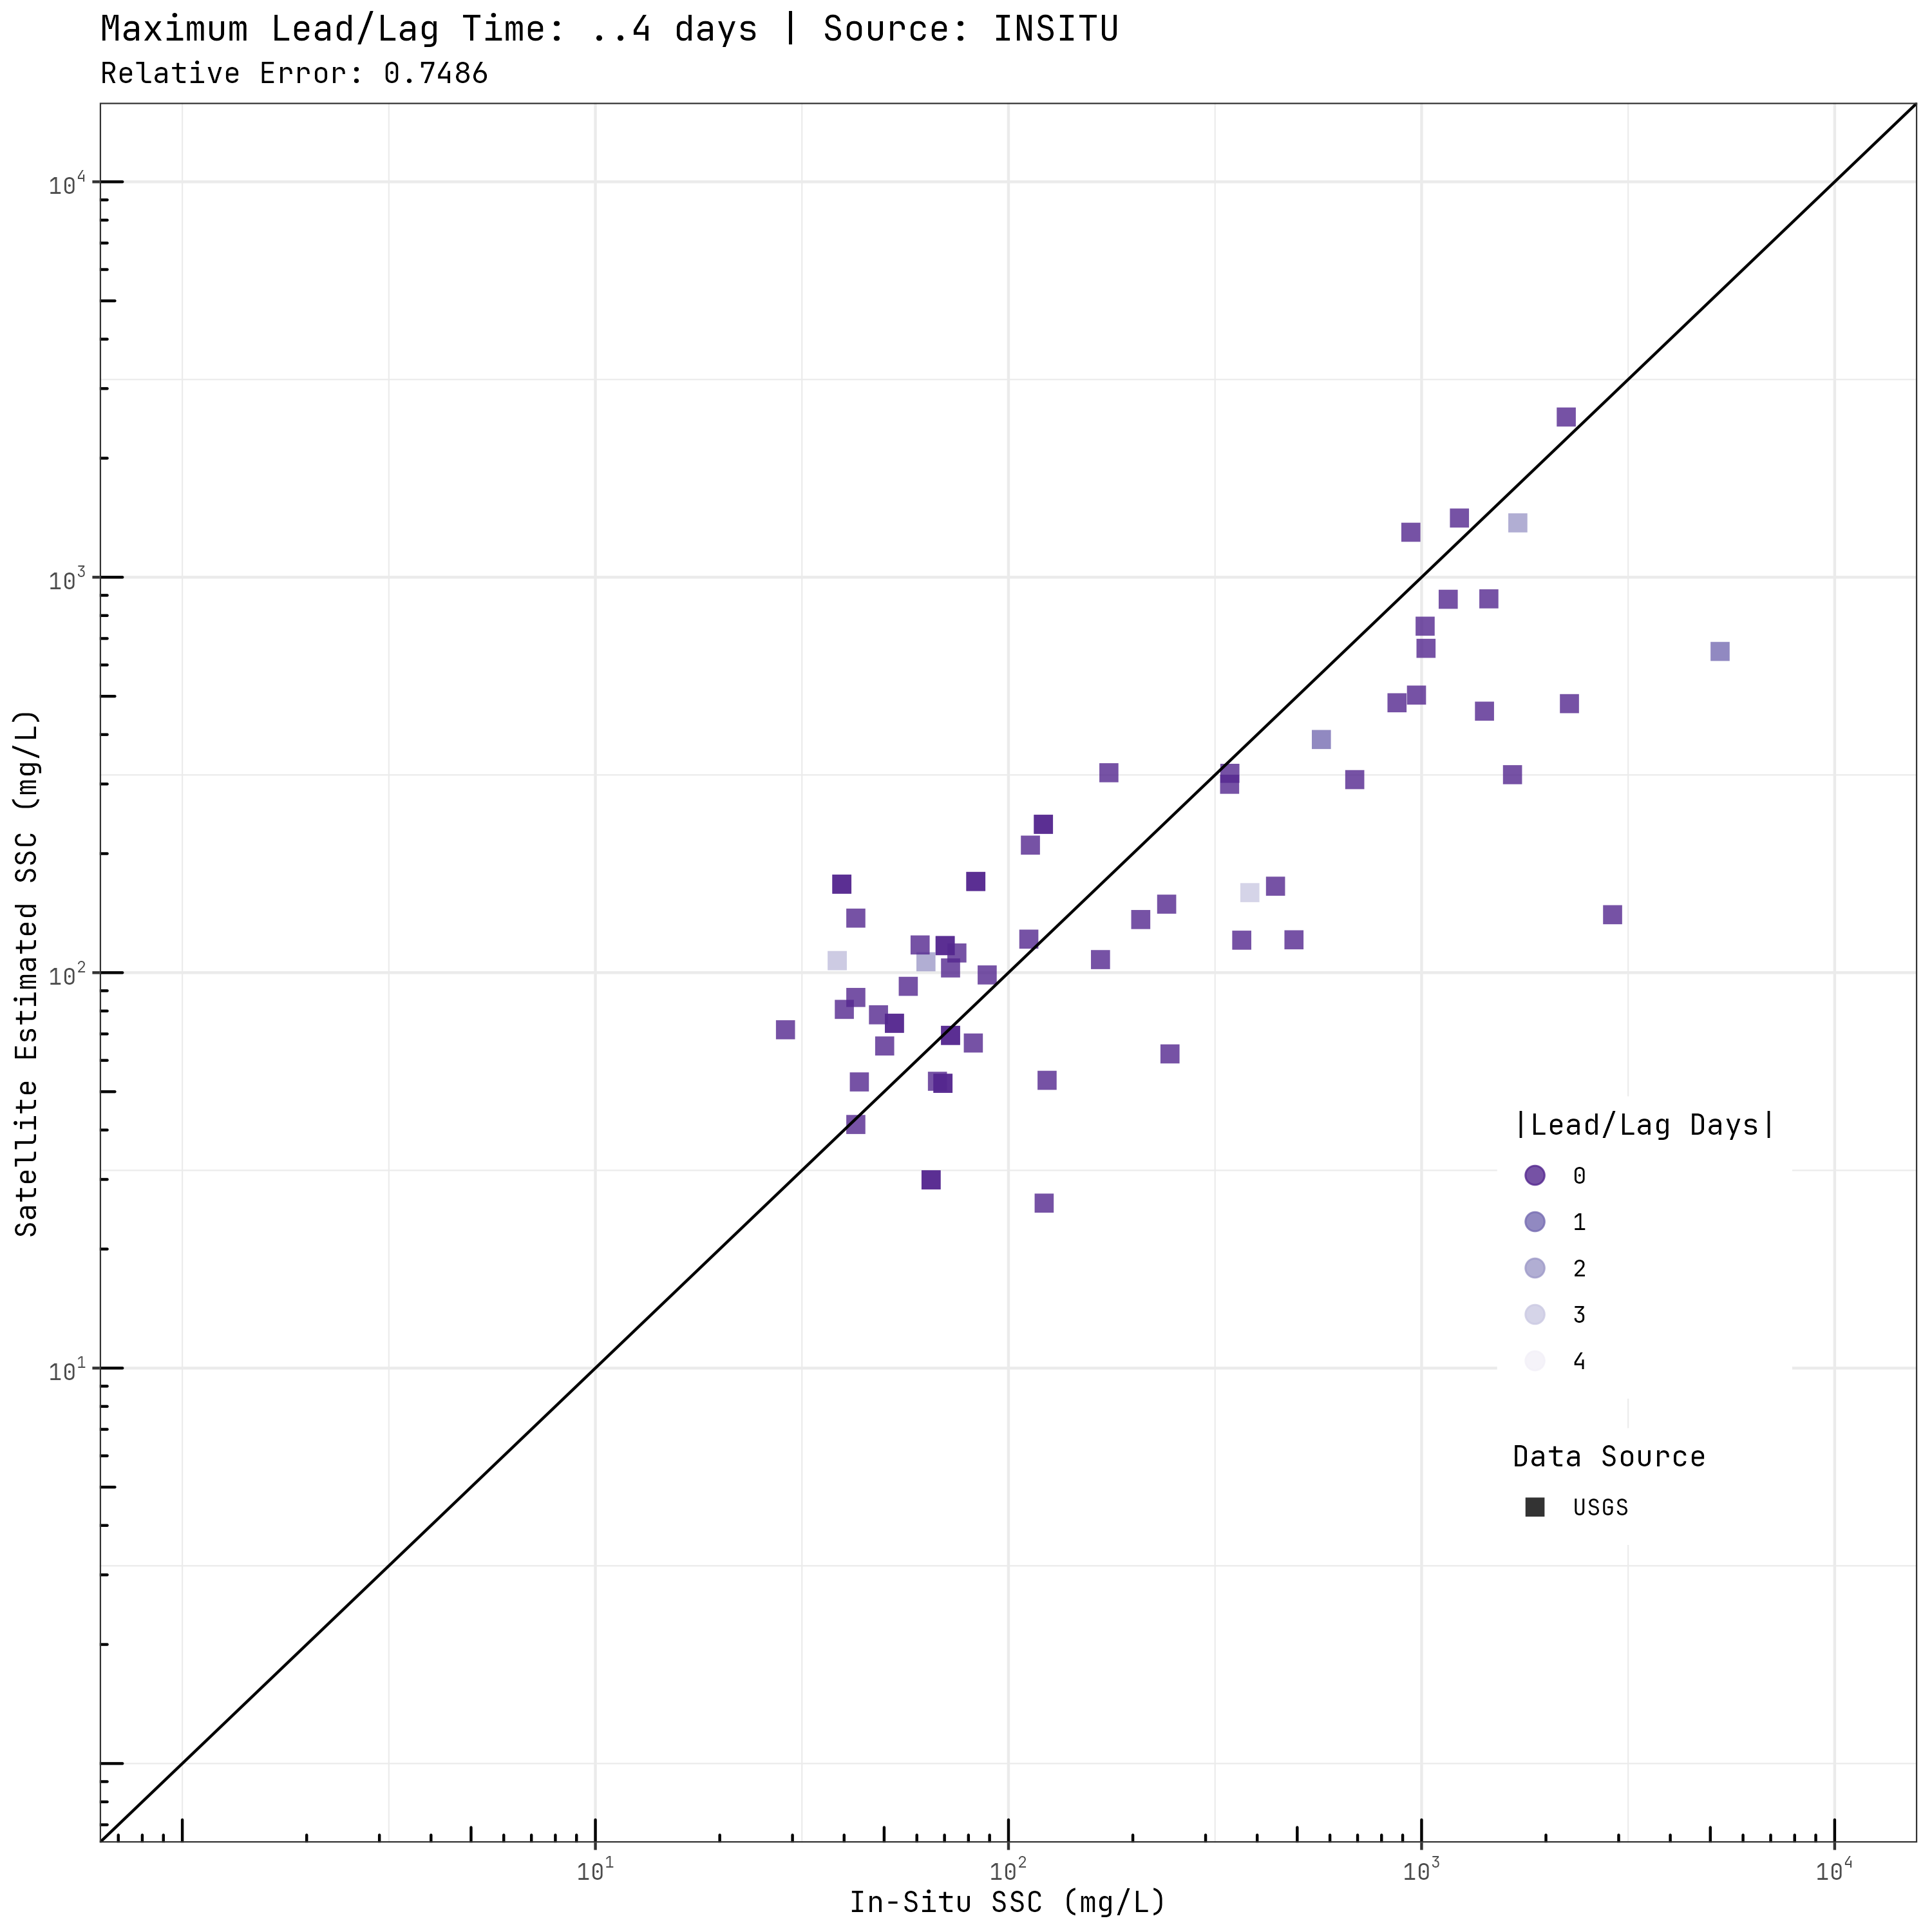 Maximum Lead/Lag Time: ..4 days | Source: INSITU
Relative Error: 0.7486
10⁴
10³
10²
10¹
Satellite Estimated SSC (mg/L)
|Lead/Lag Days|
0
1
2
3
4
Data Source
USGS
10¹ 10² 10³ 10⁴
In-Situ SSC (mg/L)